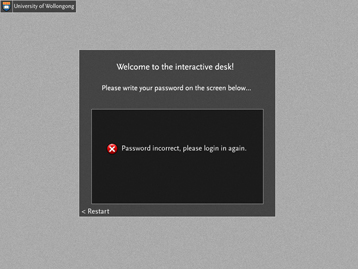 University of Wollongong
Welcome to the interactive desk!
Please write your password on the screen below...
Password incorrect, please login in again.
< Restart